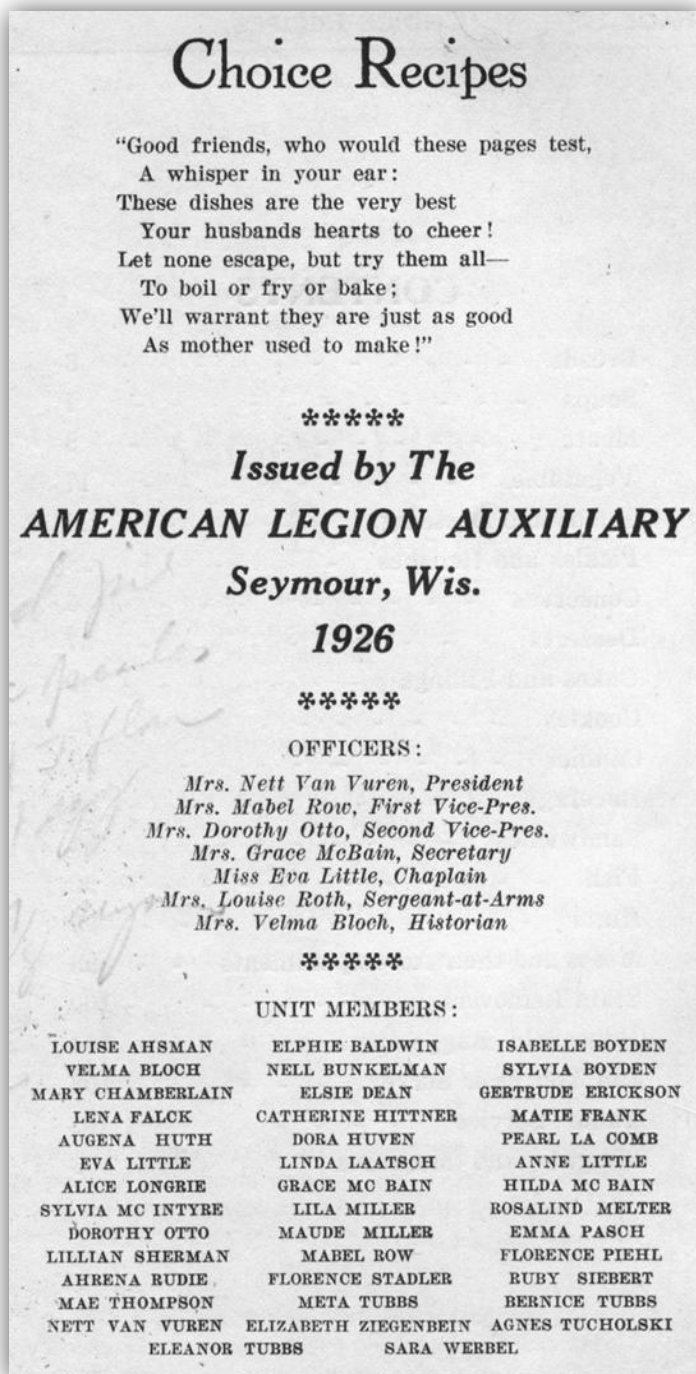 Choice Recipes
"Good friends, who would these pages test,
A whisper in your ear:
These dishes are the very best
Your husbands hearts to cheer!
Let none escape, but try them all—
To boil or fry or bake;
We'll warrant they are just as good
As mother used to make!"
*****
Issued by The
AMERICAN LEGION AUXILIARY
Seymour, Wis.
1926
*****
OFFICERS:
Mrs. Nett Van Vuren, President
Mrs. Mabel Row, First Vice-Pres.
Mrs. Dorothy Otto, Second Vice-Pres.
Mrs. Grace McBain, Secretary
Miss Eva Little, Chaplain
Mrs. Louise Roth, Sergeant-at-Arms
Mrs. Velma Bloch, Historian
*****
UNIT MEMBERS:
LOUISE AHSMAN ELPHIE BALDWIN ISABELLE BOYDEN
VELMA BLOCH NELL BUNKELMAN SYLVIA BOYDEN
MARY CHAMBERLAIN ELSIE DEAN GERTRUDE ERICKSON
LENA FALCK CATHERINE HITTNER MATIE FRANK
AUGENA HUTH DORA HUVEN PEARL LA COMB
EVA LITTLE LINDA LAATSCH ANNE LITTLE
ALICE LONGRIE GRACE MC BAIN HILDA MC BAIN
SYLVIA MC INTYRE LILA MILLER ROSALIND MELTER
DOROTHY OTTO MAUDE MILLER EMMA PASCH
LILLIAN SHERMAN MABEL ROW FLORENCE PIEHL
AHRENA RUDIE FLORENCE STADLER RUBY SIEBERT
MAE THOMPSON META TUBBS BERNICE TUBBS
NETT VAN VUREN ELIZABETH ZIEGENBEIN AGNES TUCHOLSKI
ELEANOR TUBBS SARA WERBEL